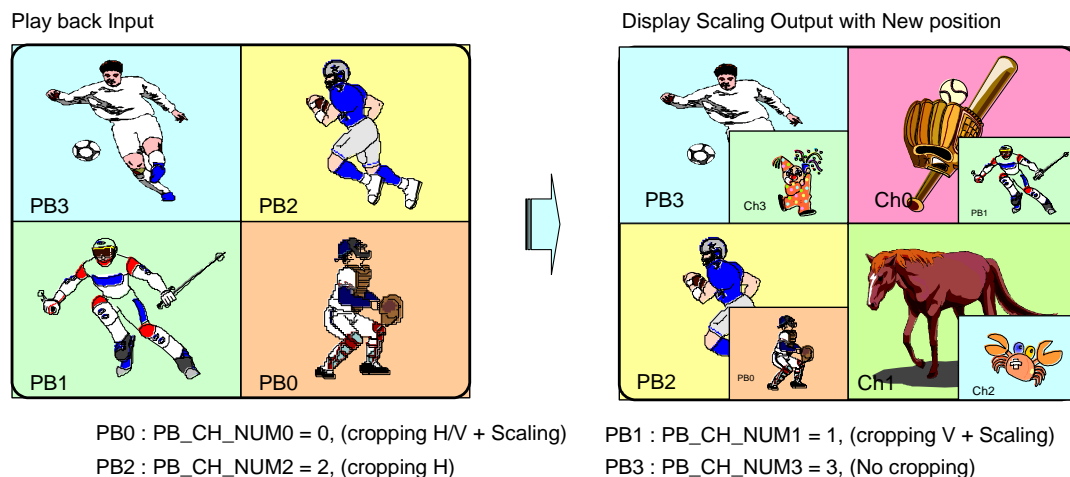 Play back Input
Display Scaling Output with New position
PB3
PB2
PB1
PB0
PB3
Ch3
Ch0
PB1
PB2
PB0
Ch1
Ch2
PB0 : PB_CH_NUM0 = 0, (cropping H/V + Scaling)
PB1 : PB_CH_NUM1 = 1, (cropping V + Scaling)
PB2 : PB_CH_NUM2 = 2, (cropping H)
PB3 : PB_CH_NUM3 = 3, (No cropping)